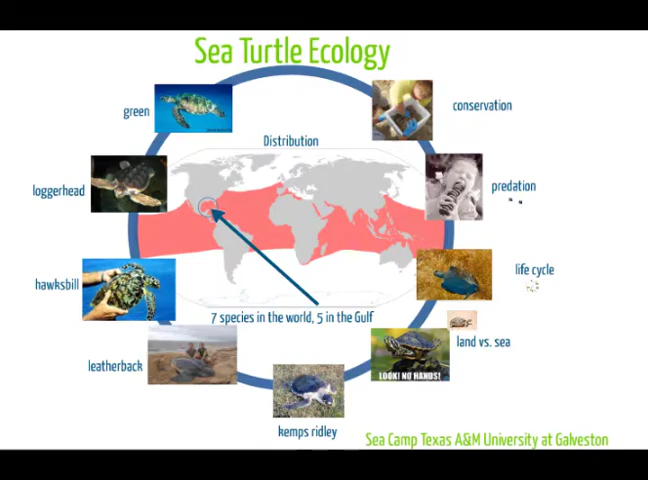 Sea Turtle Ecology
green
conservation
Distribution
loggerhead
predation
hawksbill
life cycle
7 species in the world, 5 in the Gulf
land vs. sea
leatherback
LOOK! NO HANDS!
kemps ridley
Sea Camp Texas A&M University at Galveston